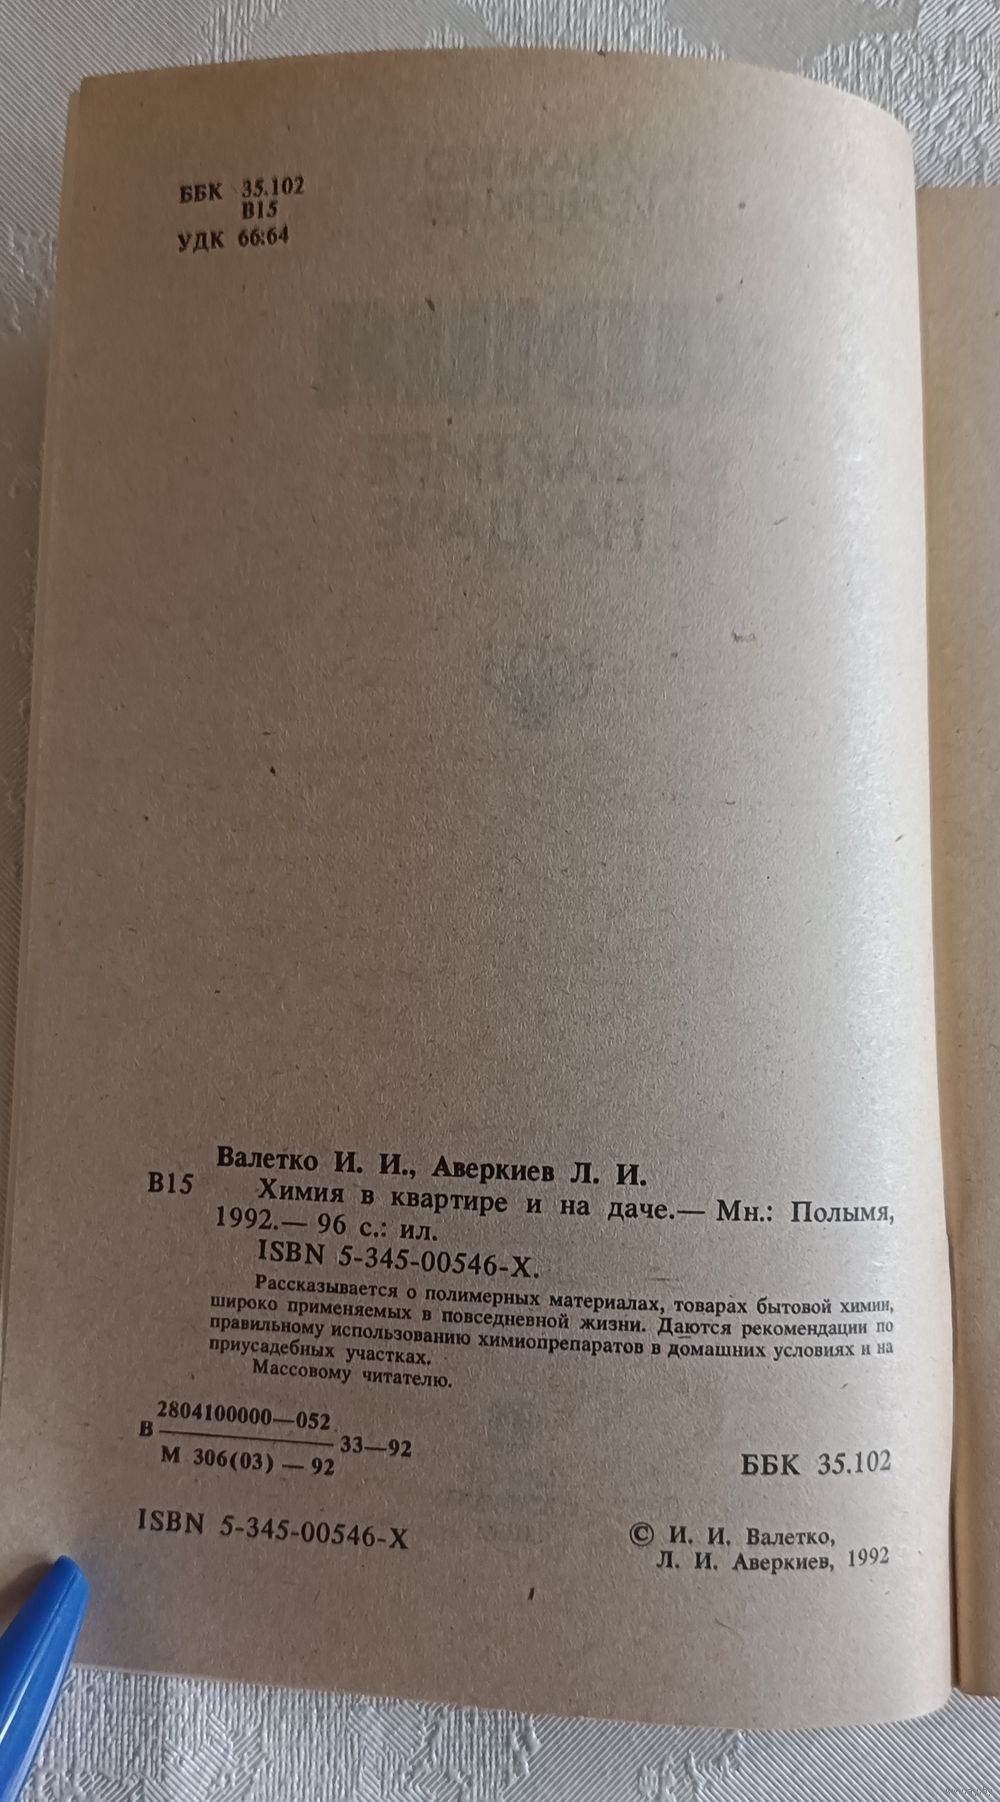 ББК 35.102
В15
УДК 66:64
Валетко И. И., Аверкиев Л. И.
В15 Химия в квартире и на даче.— Мн.: Полымя,
1992.— 96 с.: ил.
ISBN 5-345-00546-X.
Рассказывается о полимерных материалах, товарах бытовой химии,
широко применяемых в повседневной жизни. Даются рекомендации по
правильному использованию химиопрепаратов в домашних условиях и на
приусадебных участках.
Массовому читателю.
2804100000—052
В 33—92
М 306(03) — 92
ББК 35.102
ISBN 5-345-00546-X
© И. И. Валетко,
Л. И. Аверкиев, 1992